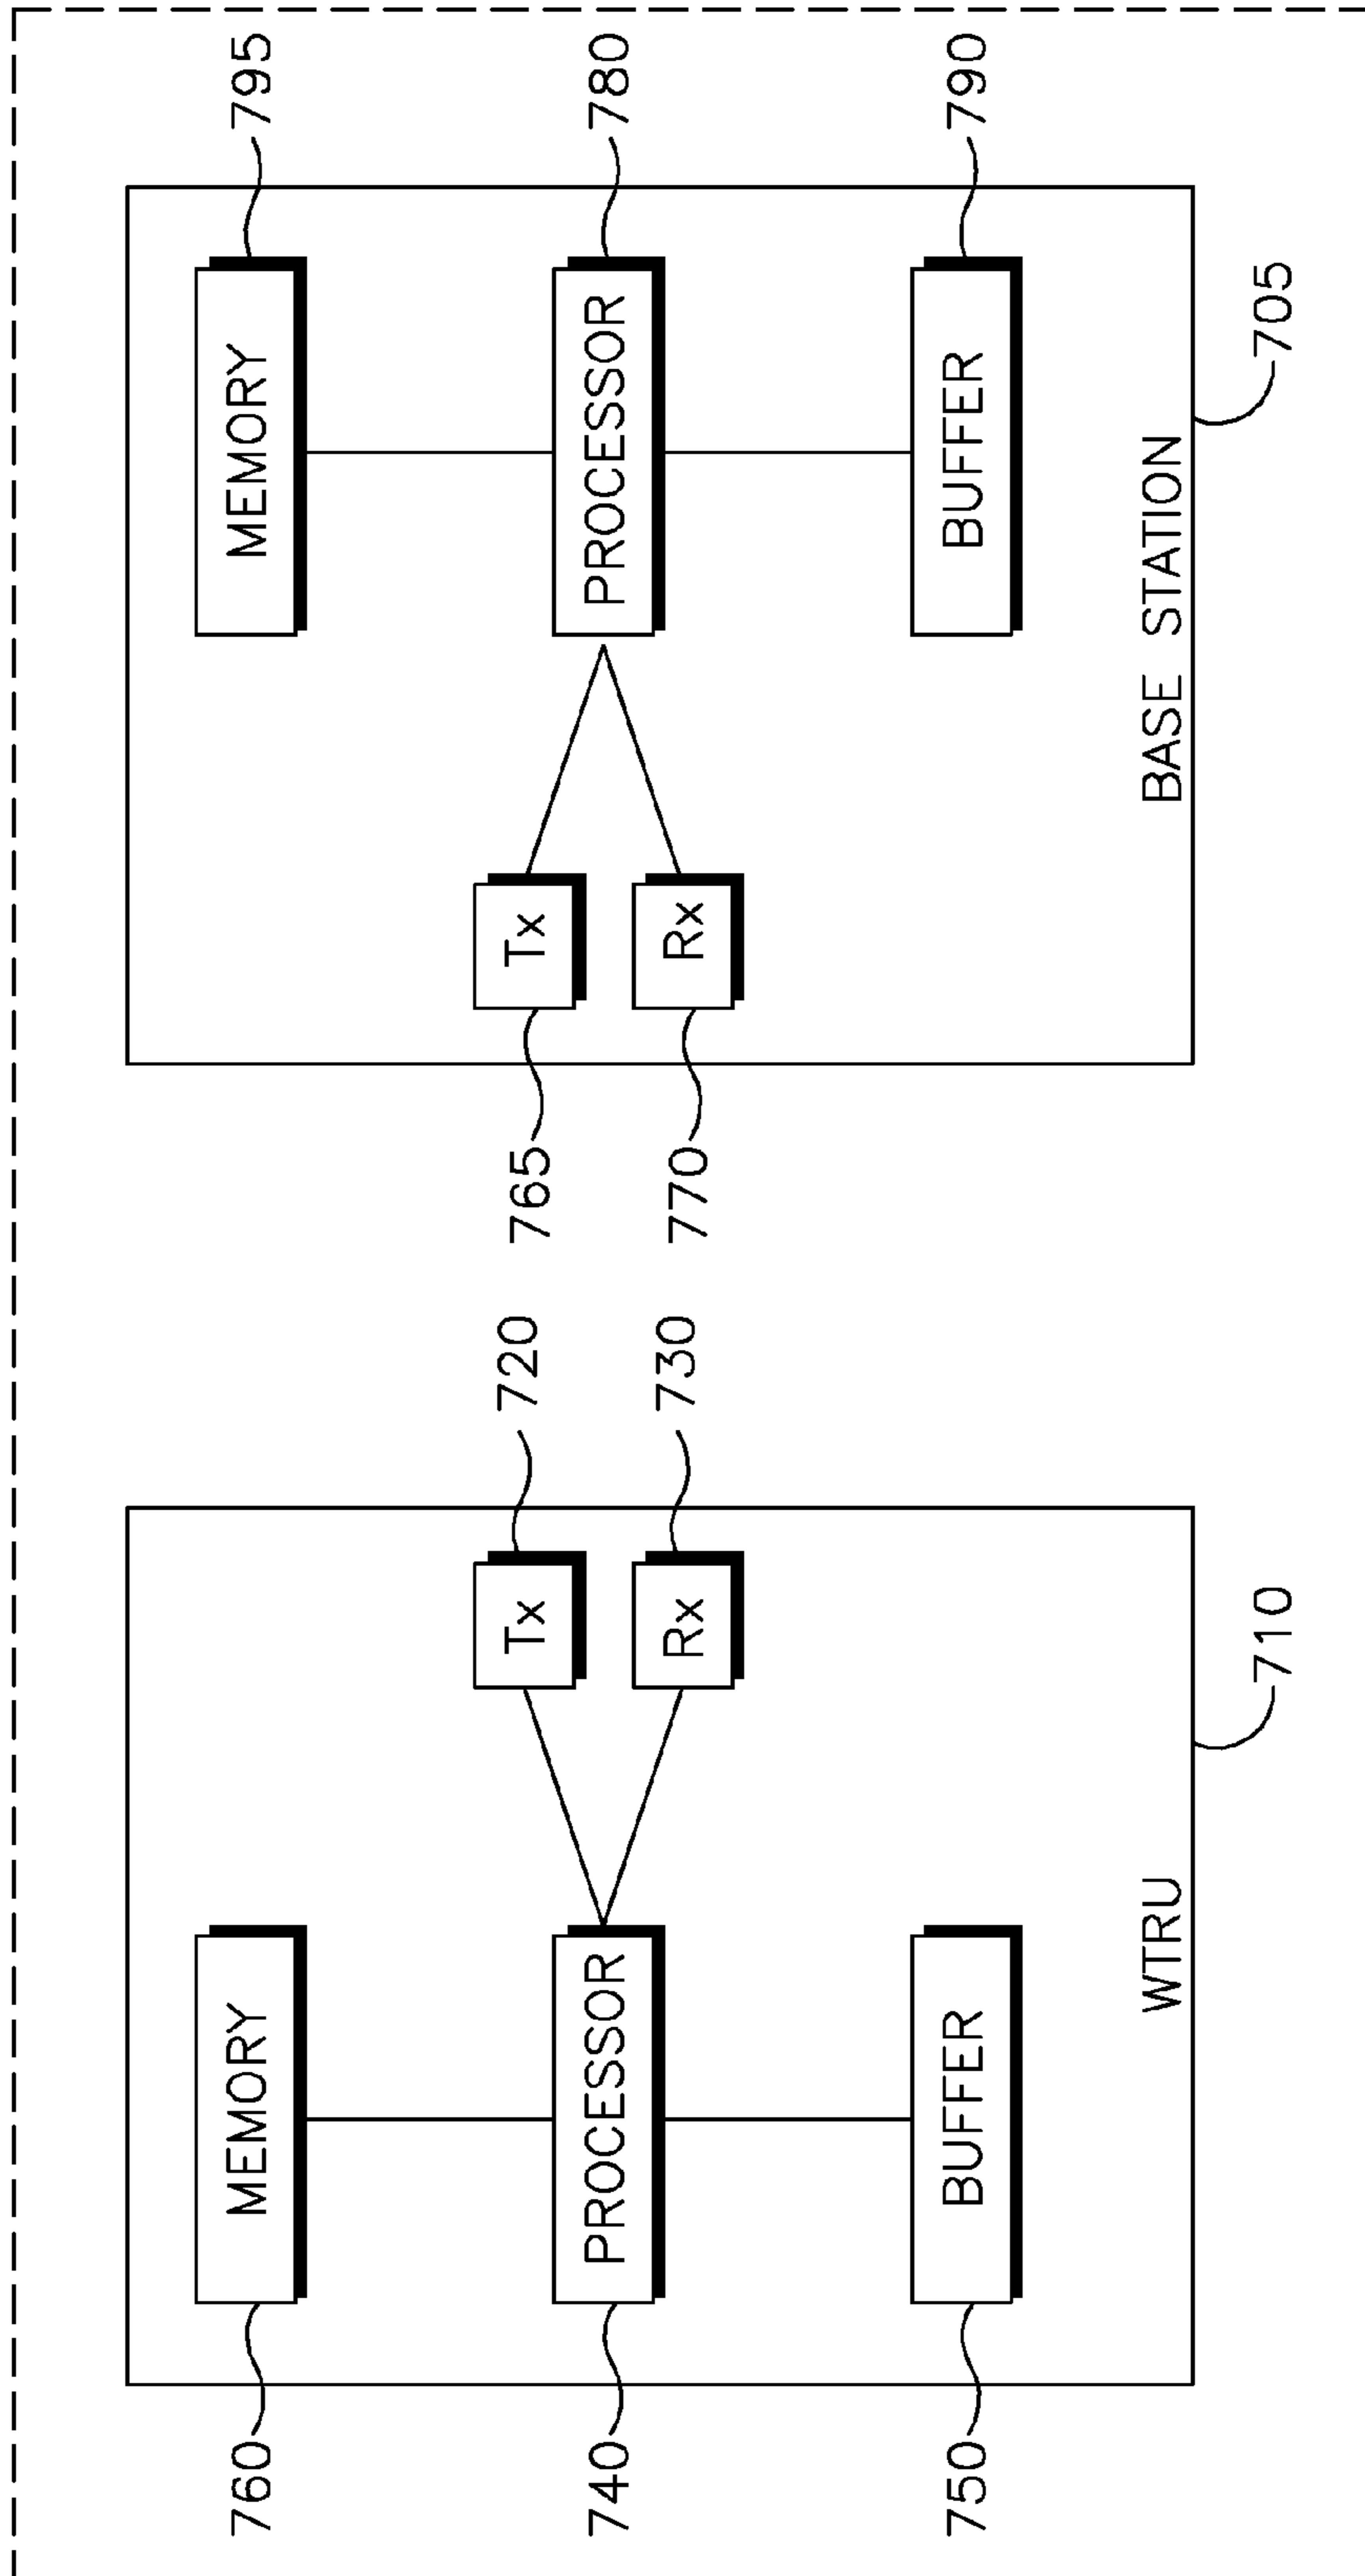 760
MEMORY
MEMORY
795
720
765
Tx
Tx
740
PROCESSOR
PROCESSOR
780
730
770
Rx
Rx
750
BUFFER
BUFFER
790
WTRU
BASE STATION
710
705